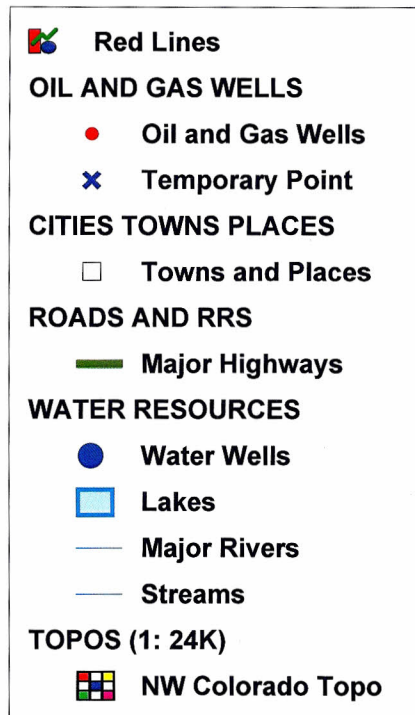 Red Lines
OIL AND GAS WELLS
Oil and Gas Wells
Temporary Point
CITIES TOWNS PLACES
Towns and Places
ROADS AND RRS
Major Highways
WATER RESOURCES
Water Wells
Lakes
Major Rivers
Streams
TOPOS (1: 24K)
NW Colorado Topo